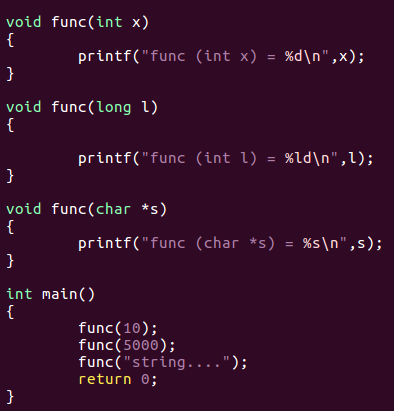 void func(int x)
{
        printf("func (int x) = %d\n",x);
}
void func(long l)
{
        printf("func (int l) = %ld\n",l);
}
void func(char *s)
{
        printf("func (char *s) = %s\n",s);
}
int main()
{
        func(10);
        func(5000);
        func("string....");
        return 0;
}